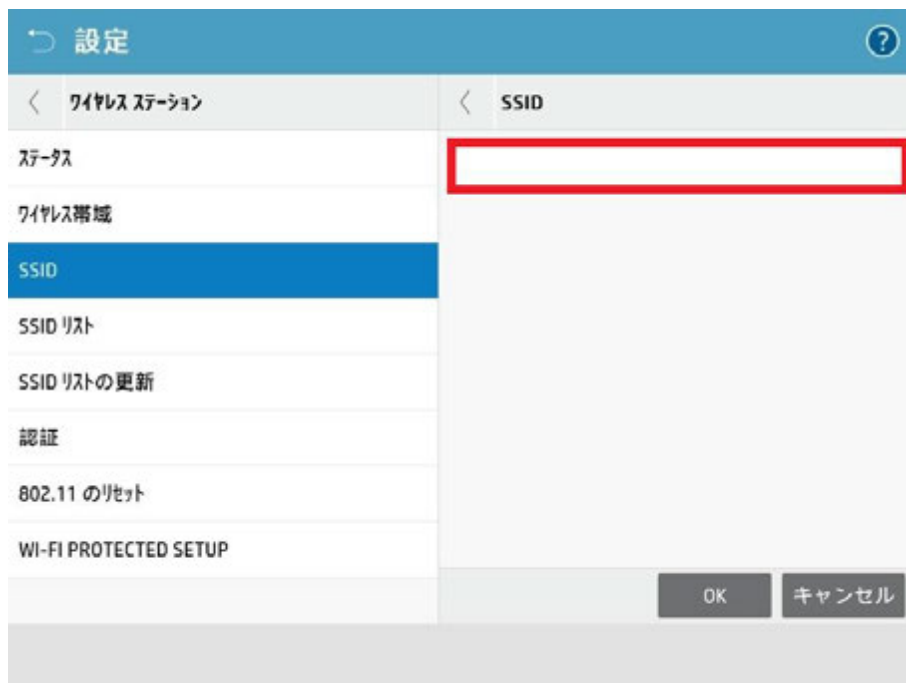 設定
?
ワイヤレス ステーション
SSID
ステータス
ワイヤレス帯域
SSID
SSID リスト
SSID リストの更新
認証
802.11 のリセット
WI-FI PROTECTED SETUP
OK
キャンセル